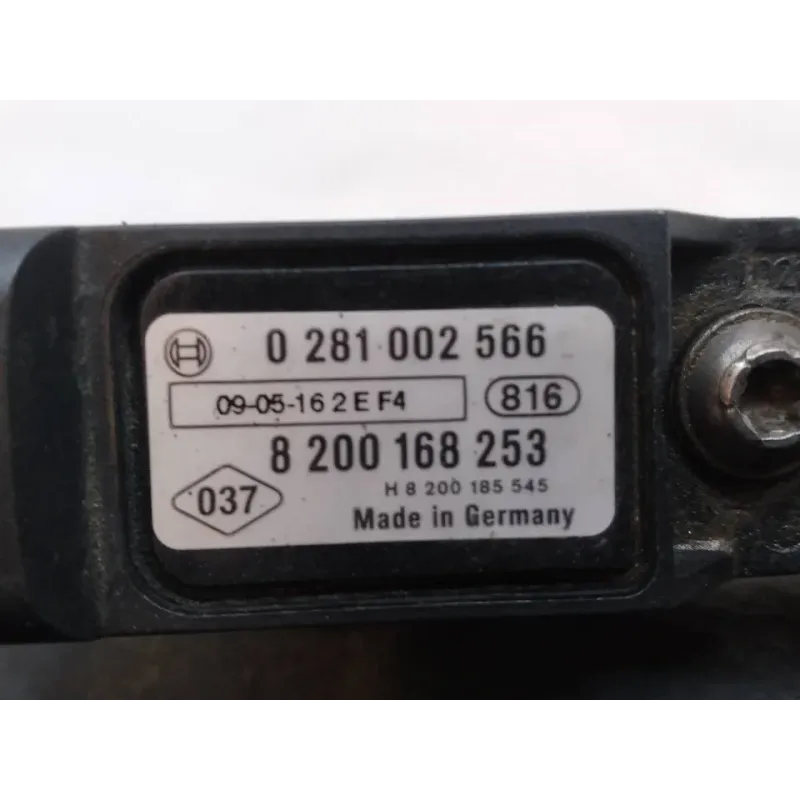 0 281 002 566
09-05-16 2 E F4 816
8 200 168 253
037
H 8 200 185 545
Made in Germany